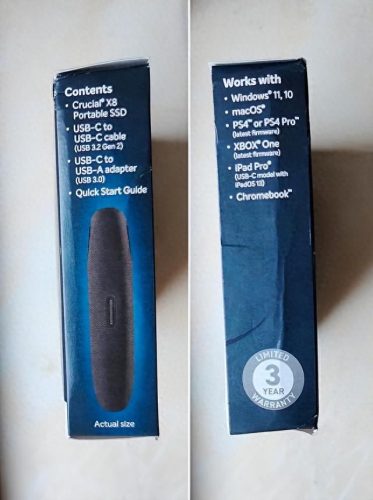 Contents
• Crucial® X8
Portable SSD
• USB-C to
USB-C cable
(USB 3.2 Gen 2)
• USB-C to
USB-A adapter
(USB 3.0)
• Quick Start Guide
Actual size
Works with
• Windows® 11, 10
• macOS®
• PS4™ or PS4 Pro™
(latest firmware)
• XBOX® One
(latest firmware)
• iPad Pro®
(USB-C model with
iPadOS 13)
• Chromebook™
LIMITED
3
YEAR
WARRANTY